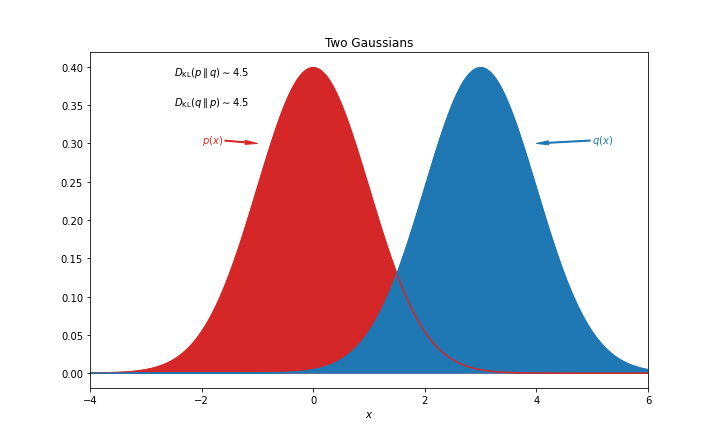 Two Gaussians
D_KL(p ∥ q) ∼ 4.5
D_KL(q ∥ p) ∼ 4.5
p(x)
q(x)
0.40
0.35
0.30
0.25
0.20
0.15
0.10
0.05
0.00
−4 −2 0 2 4 6
x